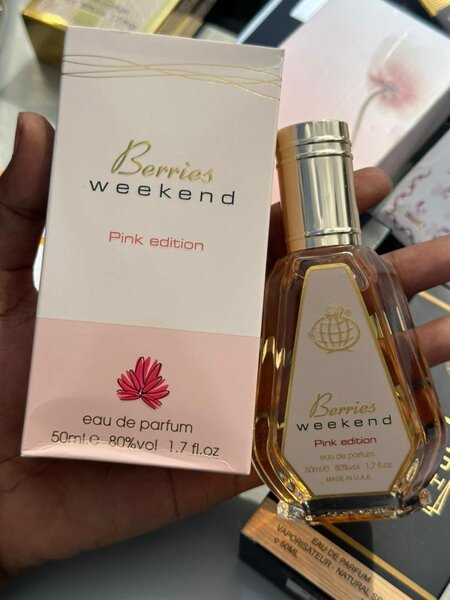 Berries
weekend
Pink edition
eau de parfum
50ml.e 80%vol 1.7 fl.oz
Berries
weekend
Pink edition
eau de parfum
50ml℮ 80%vol 1.7 fl.oz
MADE IN U.A.E
EAU DE PARFUM
VAPORISATEUR - NATURAL
50ML